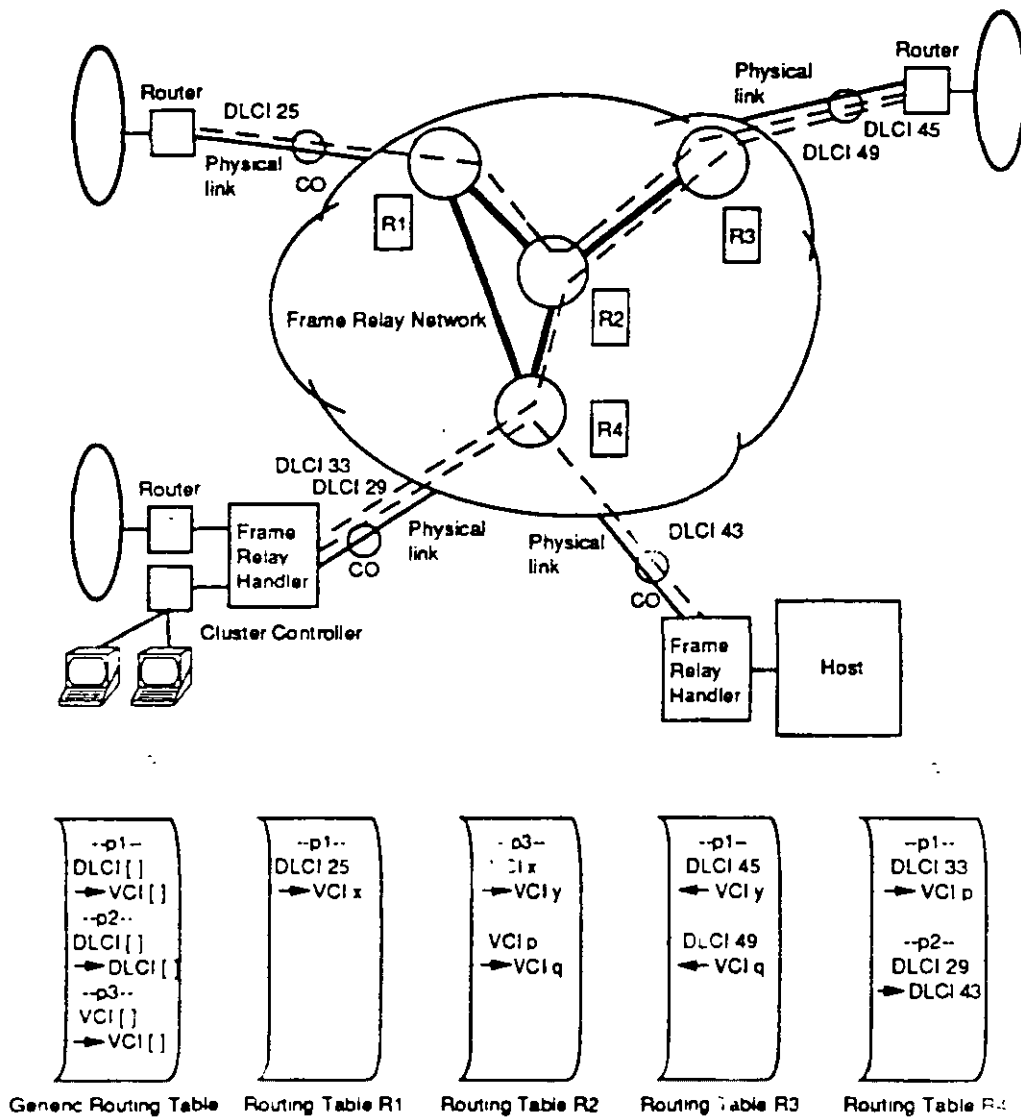 Router
DLCI 25
Physical
link
CO
R1
Physical
link
Router
DLCI 45
DLCI 49
R3
R2
Frame Relay Network
R4
DLCI 33
DLCI 29
Router
Frame
Relay
Handler
Physical
link
CO
Cluster Controller
Physical
link
DLCI 43
CO
Frame
Relay
Handler
Host
--p1--
DLCI [ ]
→ VCI [ ]
--p2--
DLCI [ ]
→ DLCI [ ]
--p3--
VCI [ ]
→ VCI [ ]
Generic Routing Table
--p1--
DLCI 25
→ VCI x
Routing Table R1
--p3--
x
→ VCI y
VCI p
→ VCI q
Routing Table R2
--p1--
DLCI 45
← VCI y
DLCI 49
← VCI q
Routing Table R3
--p1--
DLCI 33
→ VCI p
--p2--
DLCI 29
→ DLCI 43
Routing Table R4